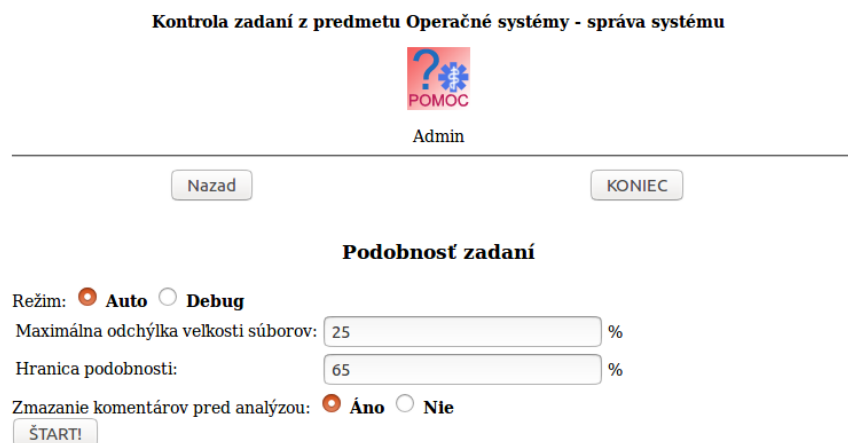 Kontrola zadaní z predmetu Operačné systémy - správa systému
?
POMOC
Admin
Nazad KONIEC
Podobnosť zadaní
Režim: Auto Debug
Maximálna odchýlka veľkosti súborov: 25 %
Hranica podobnosti: 65 %
Zmazanie komentárov pred analýzou: Áno Nie
ŠTART!